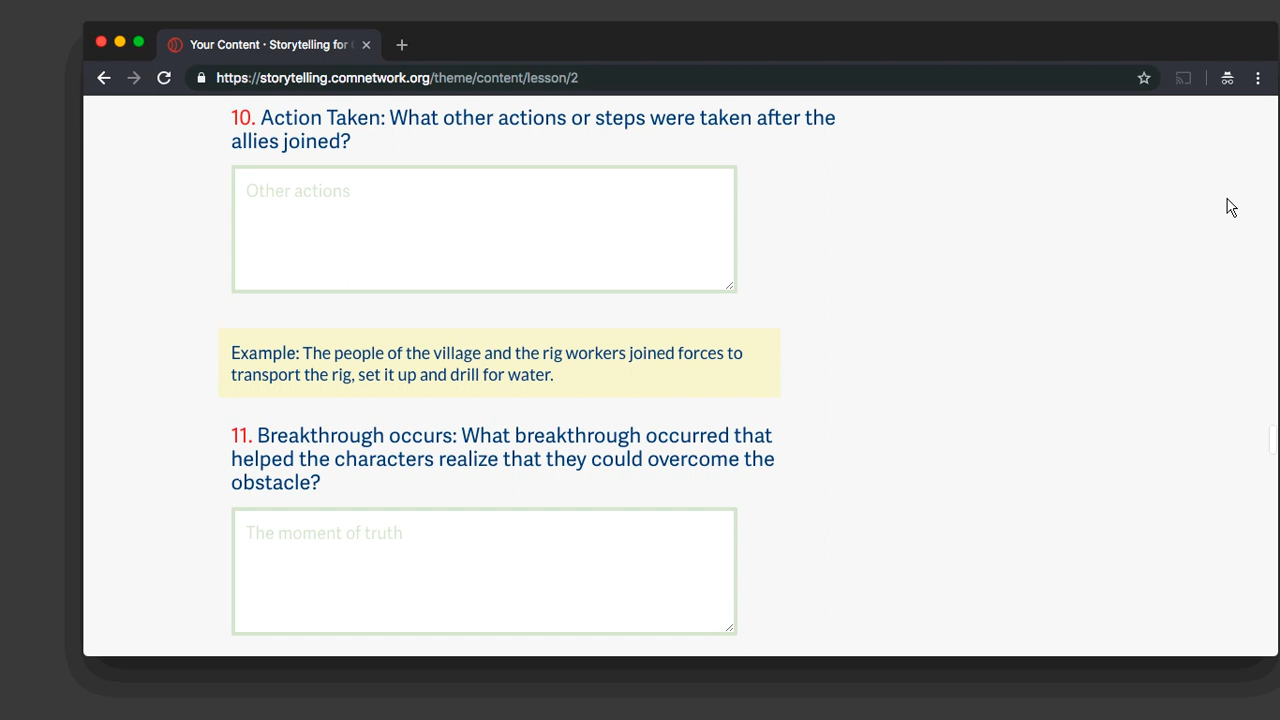 Your Content · Storytelling for
https://storytelling.comnetwork.org/theme/content/lesson/2
10. Action Taken: What other actions or steps were taken after the
allies joined?
Other actions
Example: The people of the village and the rig workers joined forces to
transport the rig, set it up and drill for water.
11. Breakthrough occurs: What breakthrough occurred that
helped the characters realize that they could overcome the
obstacle?
The moment of truth